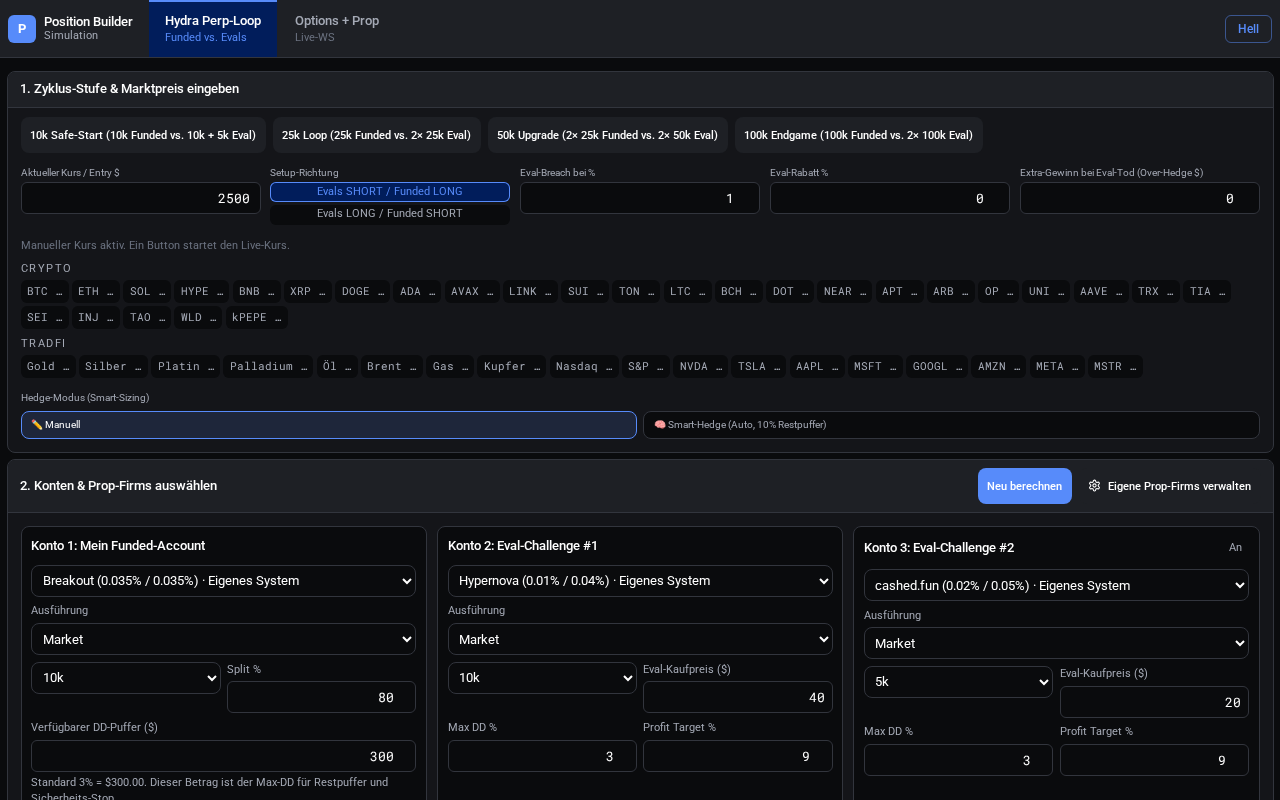 P
Position Builder
Simulation
Hydra Perp-Loop
Funded vs. Evals
Options + Prop
Live-WS
Hell
1. Zyklus-Stufe & Marktpreis eingeben
10k Safe-Start (10k Funded vs. 10k + 5k Eval)
25k Loop (25k Funded vs. 2× 25k Eval)
50k Upgrade (2× 25k Funded vs. 2× 50k Eval)
100k Endgame (100k Funded vs. 2× 100k Eval)
Aktueller Kurs / Entry $
Setup-Richtung
Eval-Breach bei %
Eval-Rabatt %
Extra-Gewinn bei Eval-Tod (Over-Hedge $)
2500
Evals SHORT / Funded LONG
Evals LONG / Funded SHORT
1
0
0
Manueller Kurs aktiv. Ein Button startet den Live-Kurs.
CRYPTO
BTC … ETH … SOL … HYPE … BNB … XRP … DOGE … ADA … AVAX … LINK … SUI … TON … LTC … BCH … DOT … NEAR … APT … ARB … OP … UNI … AAVE … TRX … TIA …
SEI … INJ … TAO … WLD … kPEPE …
TRADFI
Gold … Silber … Platin … Palladium … Öl … Brent … Gas … Kupfer … Nasdaq … S&P … NVDA … TSLA … AAPL … MSFT … GOOGL … AMZN … META … MSTR …
Hedge-Modus (Smart-Sizing)
✏️ Manuell
🧠 Smart-Hedge (Auto, 10% Restpuffer)
2. Konten & Prop-Firms auswählen
Neu berechnen
Eigene Prop-Firms verwalten
Konto 1: Mein Funded-Account
Breakout (0.035% / 0.035%) · Eigenes System
Ausführung
Market
10k
Split %
80
Verfügbarer DD-Puffer ($)
300
Standard 3% = $300.00. Dieser Betrag ist der Max-DD für Restpuffer und
Sicherheits-Stop.
Konto 2: Eval-Challenge #1
Hypernova (0.01% / 0.04%) · Eigenes System
Ausführung
Market
10k
Eval-Kaufpreis ($)
40
Max DD %
Profit Target %
3
9
Konto 3: Eval-Challenge #2
An
cashed.fun (0.02% / 0.05%) · Eigenes System
Ausführung
Market
5k
Eval-Kaufpreis ($)
20
Max DD %
Profit Target %
3
9